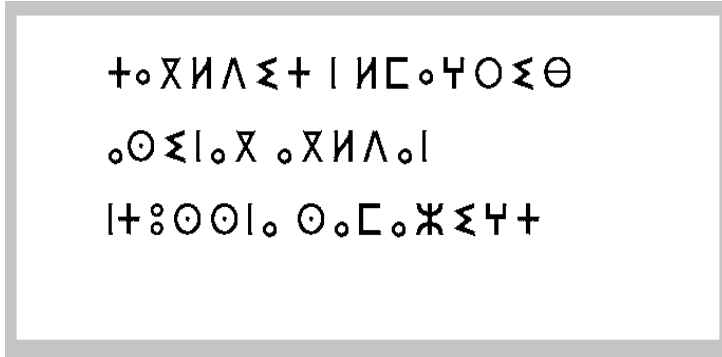 ⵜⴰⴳⵍⴷⵉⵜ ⵏ ⵍⵎⴰⵖⵔⵉⴱ
ⴰⵙⵉⵏⴰⴳ ⴰⴳⵍⴷⴰⵏ
ⵏⵜⵓⵙⵙⵏⴰ ⵙⴰⵎⴰⵣⵉⵖⵜ